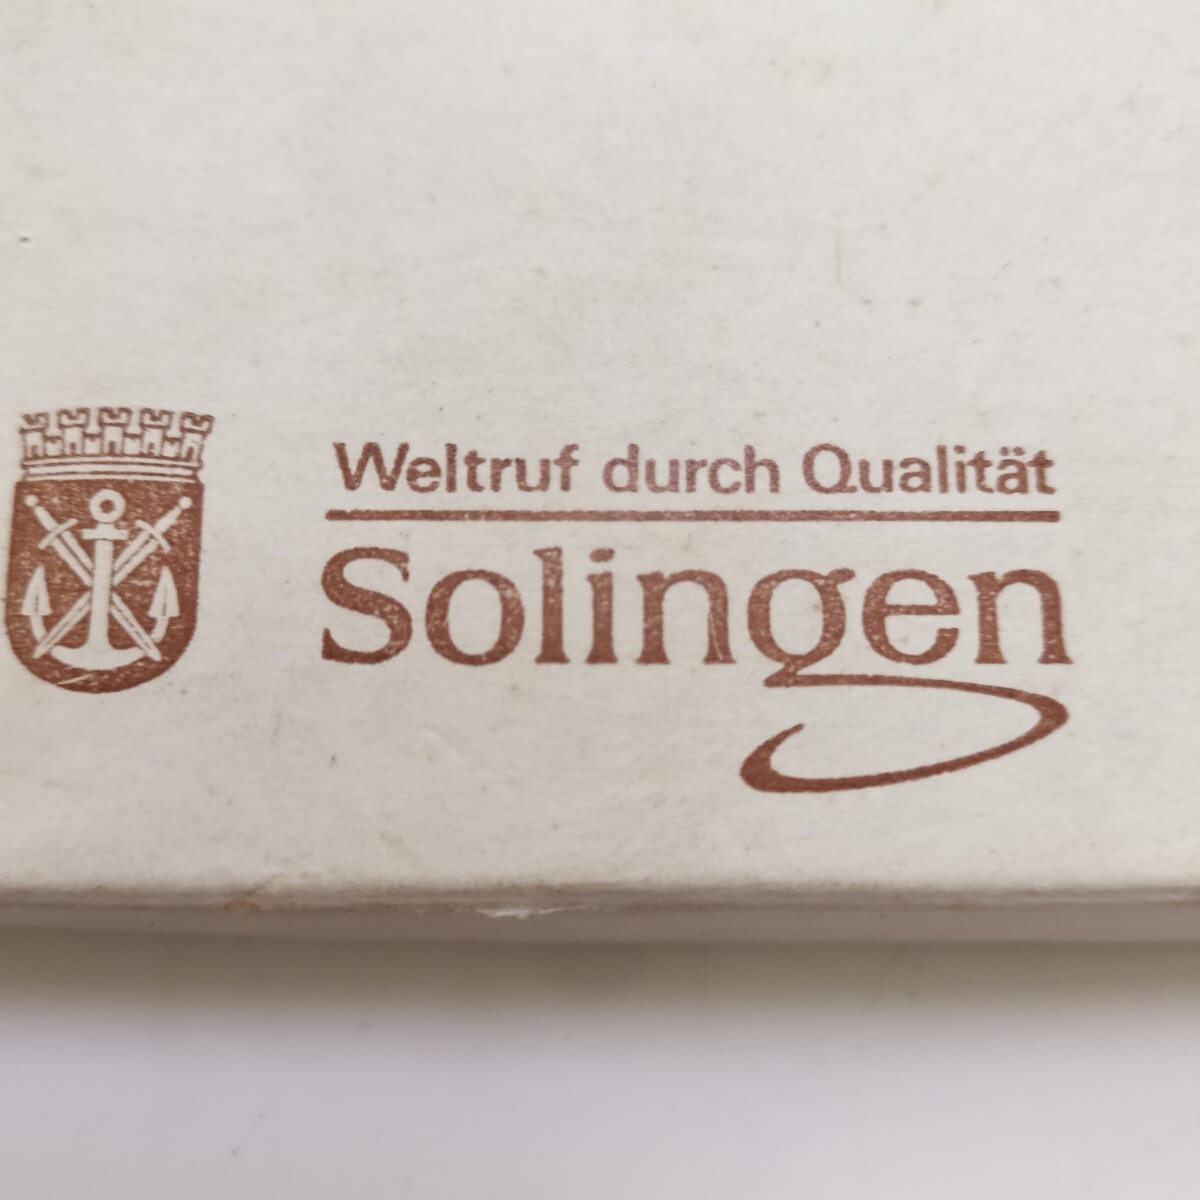 Weltruf durch Qualität
Solingen